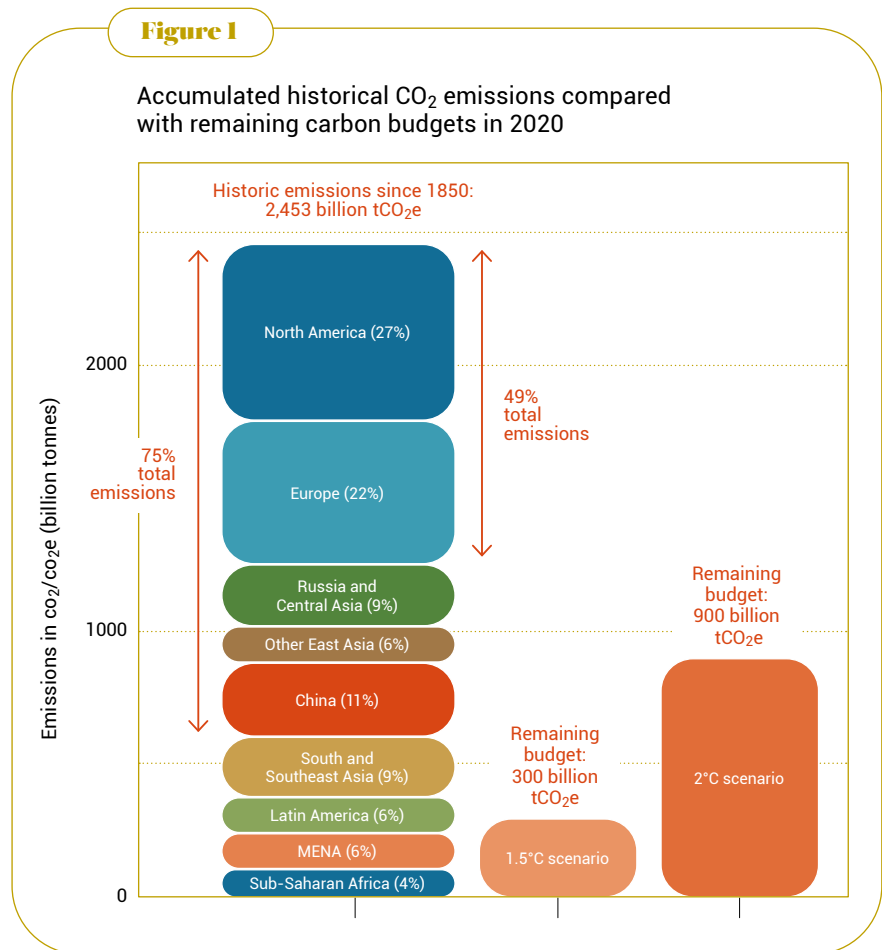 Figure 1
Accumulated historical CO₂ emissions compared
with remaining carbon budgets in 2020
Emissions in co₂/co₂e (billion tonnes)
2000
1000
0
Historic emissions since 1850:
2,453 billion tCO₂e
75%
total
emissions
49%
total
emissions
North America (27%)
Europe (22%)
Russia and
Central Asia (9%)
Other East Asia (6%)
China (11%)
South and
Southeast Asia (9%)
Latin America (6%)
MENA (6%)
Sub-Saharan Africa (4%)
Remaining
budget:
300 billion
tCO₂e
1.5°C scenario
Remaining
budget:
900 billion
tCO₂e
2°C scenario